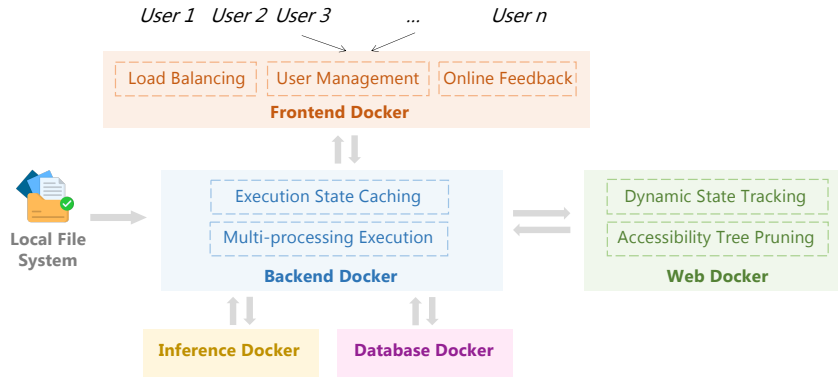 User 1 User 2 User 3 ... User n
Load Balancing User Management Online Feedback
Frontend Docker
Local File
System
Execution State Caching
Multi-processing Execution
Backend Docker
Dynamic State Tracking
Accessibility Tree Pruning
Web Docker
Inference Docker
Database Docker